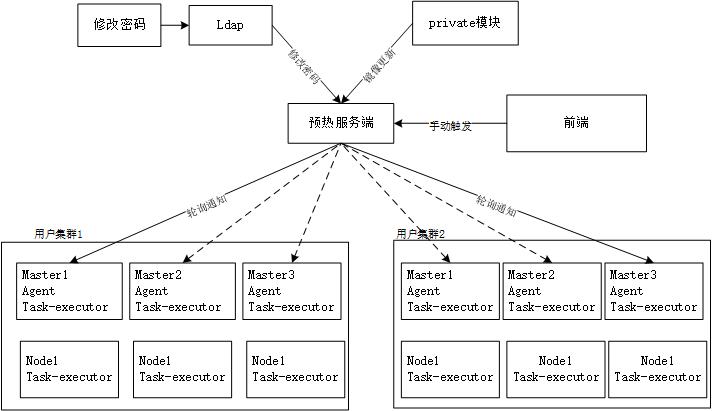 修改密码
Ldap
private模块
修改密码
镜像更新
预热服务端
手动触发
前端
轮询通知
轮询通知
用户集群1
用户集群2
Master1
Agent
Task-executor
Master2
Agent
Task-executor
Master3
Agent
Task-executor
Master1
Agent
Task-executor
Master2
Agent
Task-executor
Master3
Agent
Task-executor
Node1
Task-executor
Node1
Task-executor
Node1
Task-executor
Node1
Task-executor
Node1
Task-executor
Node1
Task-executor